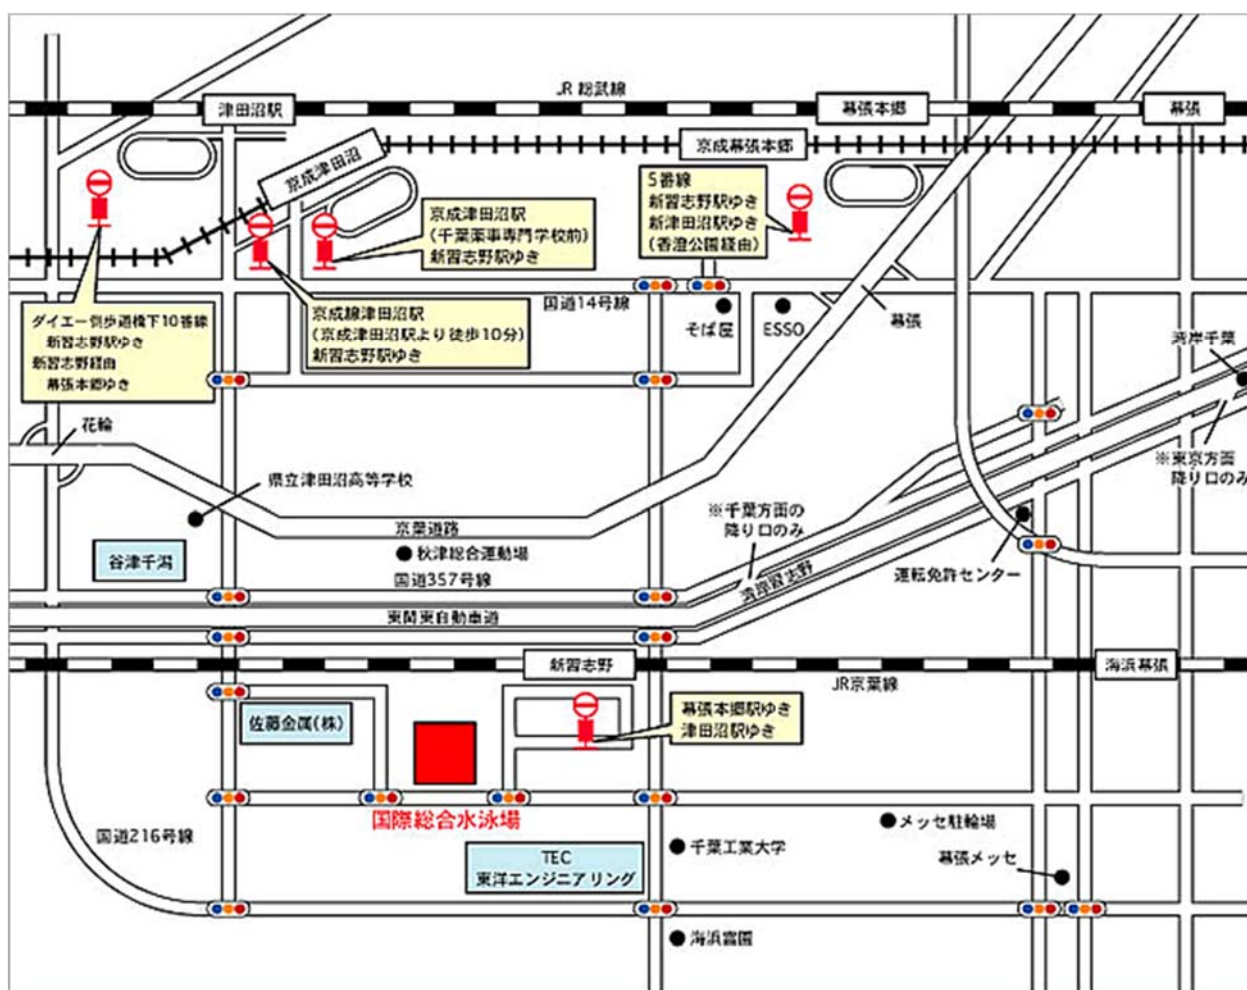 JR 総武線
津田沼駅
幕張本郷
幕張
京成幕張本郷
京成津田沼
5番線
新習志野駅ゆき
新津田沼駅ゆき
(香澄公園経由)
京成津田沼駅
(千葉薬事専門学校前)
新習志野駅ゆき
国道14号線
京成線津田沼駅
(京成津田沼駅より徒歩10分)
新習志野駅ゆき
ダイエー側歩道橋下10番線
新習志野駅ゆき
新習志野経由
幕張本郷ゆき
そば屋
ESSO
幕張
湾岸千葉
花輪
※東京方面
降り口のみ
県立津田沼高等学校
※千葉方面の
降り口のみ
京葉道路
谷津干潟
秋津総合運動場
国道357号線
湾岸習志野
運転免許センター
東関東自動車道
新習志野
海浜幕張
JR京葉線
佐藤金属(株)
幕張本郷駅ゆき
津田沼駅ゆき
国際総合水泳場
国道216号線
メッセ駐輪場
千葉工業大学
幕張メッセ
TEC
東洋エンジニアリング
海浜霊園